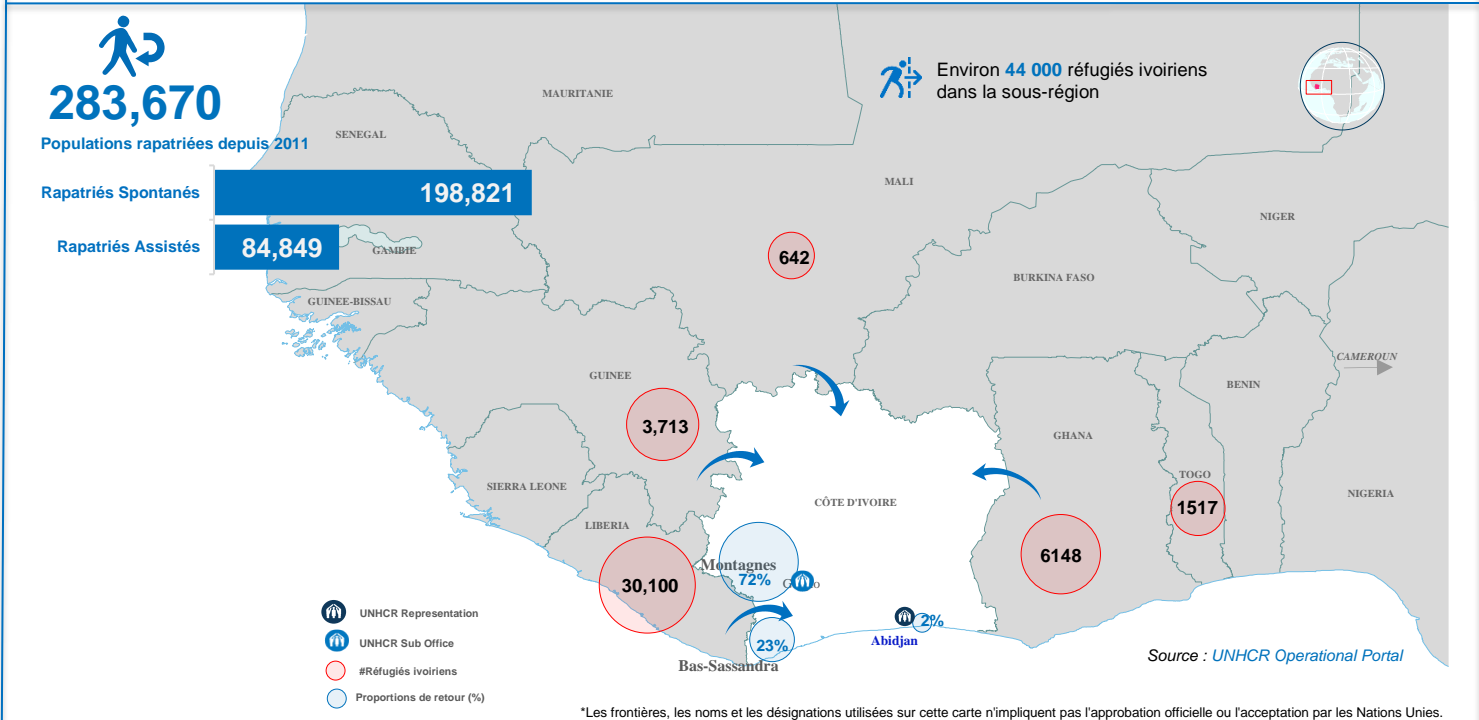 283,670
Populations rapatriées depuis 2011
Rapatriés Spontanés
198,821
Rapatriés Assistés
84,849
Environ 44 000 réfugiés ivoiriens
dans la sous-région
MAURITANIE
SENEGAL
MALI
NIGER
GAMBIE
642
BURKINA FASO
GUINEE-BISSAU
CAMEROUN
GUINEE
BENIN
3,713
GHANA
TOGO
SIERRA LEONE
CÔTE D'IVOIRE
NIGERIA
1517
LIBERIA
6148
Montagnes
72%
30,100
2%
Abidjan
23%
Bas-Sassandra
UNHCR Representation
UNHCR Sub Office
#Réfugiés ivoiriens
Proportions de retour (%)
Source : UNHCR Operational Portal
*Les frontières, les noms et les désignations utilisées sur cette carte n'impliquent pas l'approbation officielle ou l'acceptation par les Nations Unies.